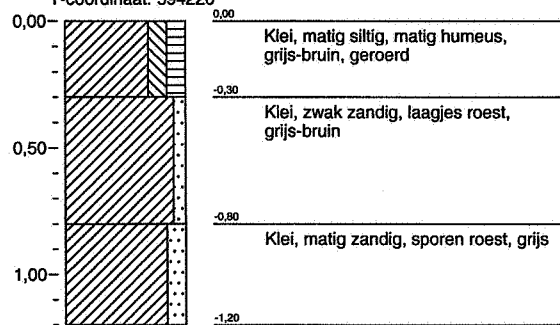 Y-coördinaat: 594220
0,00
0,00
Klei, matig siltig, matig humeus,
grijs-bruin, geroerd
-0,30
Klei, zwak zandig, laagjes roest,
grijs-bruin
0,50
-0,80
Klei, matig zandig, sporen roest, grijs
1,00
-1,20